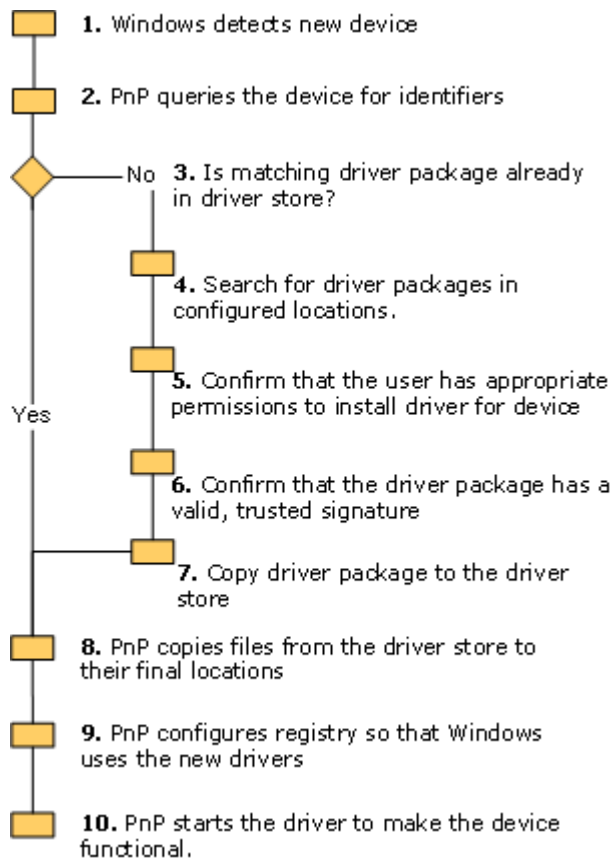 1. Windows detects new device
2. PnP queries the device for identifiers
No
3. Is matching driver package already
in driver store?
4. Search for driver packages in
configured locations.
5. Confirm that the user has appropriate
permissions to install driver for device
Yes
6. Confirm that the driver package has a
valid, trusted signature
7. Copy driver package to the driver
store
8. PnP copies files from the driver store to
their final locations
9. PnP configures registry so that Windows
uses the new drivers
10. PnP starts the driver to make the device
functional.